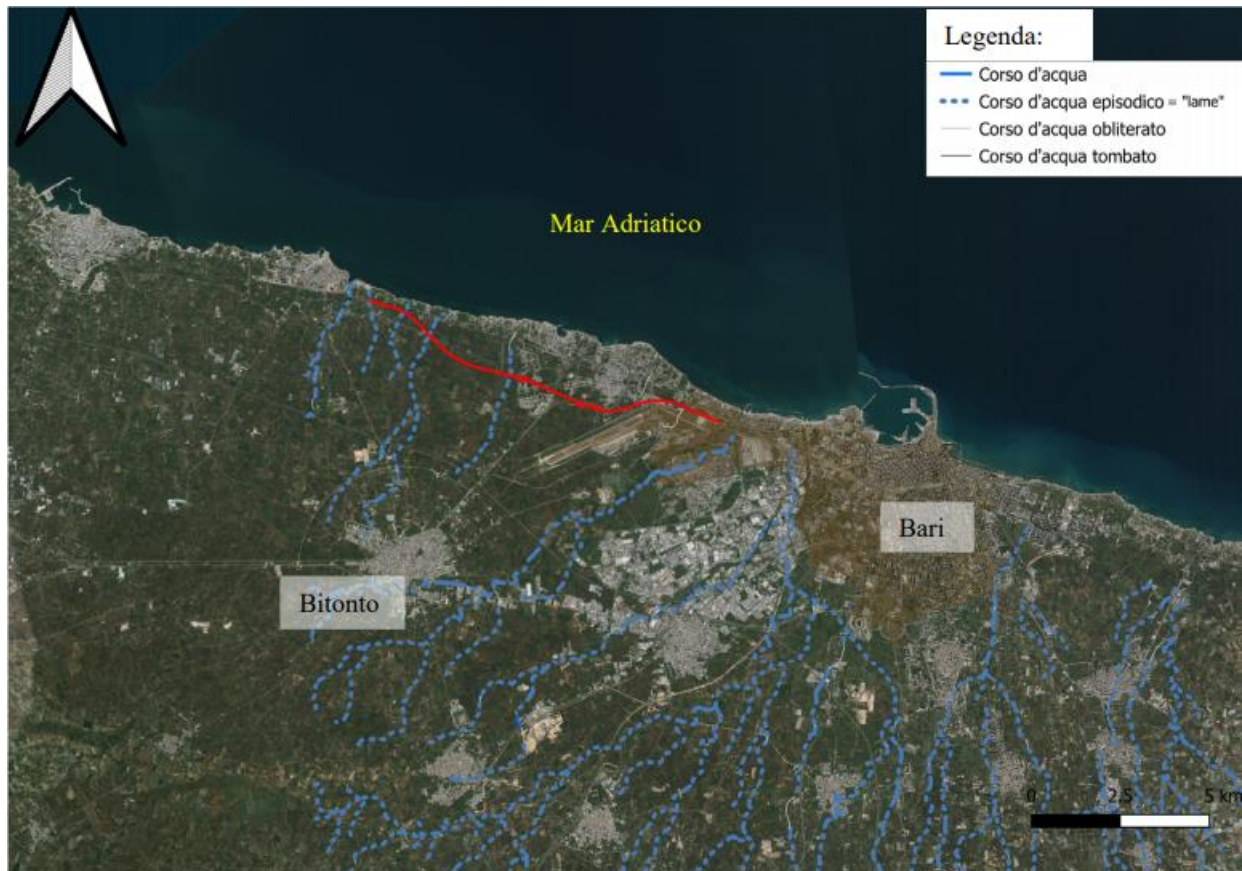 Legenda:
Corso d'acqua
Corso d'acqua episodico = "lame"
Corso d'acqua obliterato
Corso d'acqua tombato
Mar Adriatico
Bari
Bitonto
0 2,5 5 km